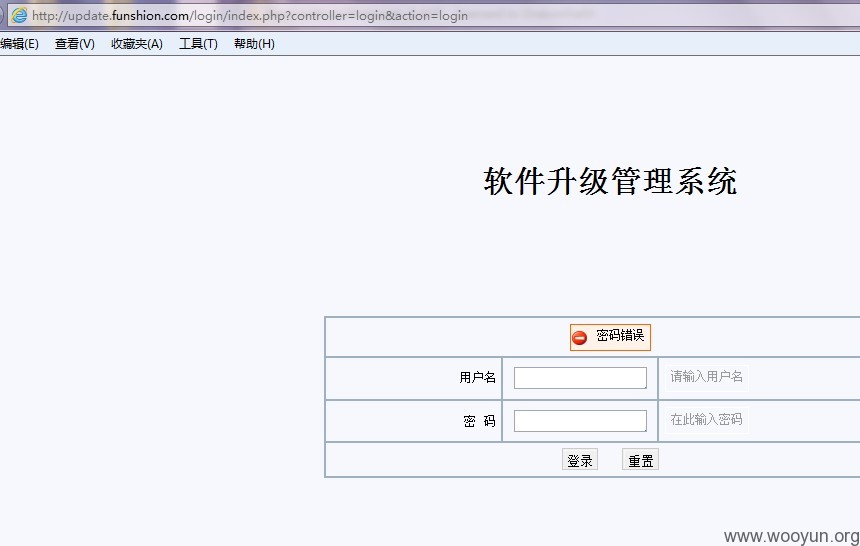 http://update.funshion.com/login/index.php?controller=login&action=login
编辑(E) 查看(V) 收藏夹(A) 工具(T) 帮助(H)
软件升级管理系统
密码错误
用户名 请输入用户名
密 码 在此输入密码
登录 重置
www.wooyun.org